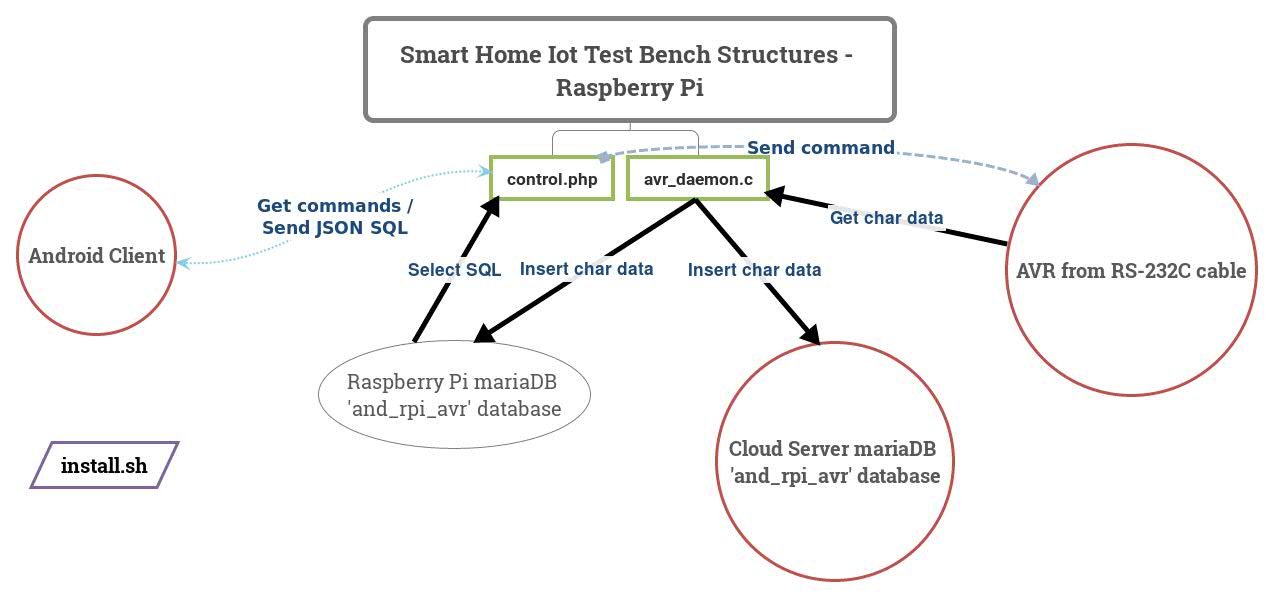 Smart Home Iot Test Bench Structures -
Raspberry Pi
Send command
control.php
avr_daemon.c
Get commands /
Send JSON SQL
Get char data
Android Client
Select SQL
Insert char data
Insert char data
AVR from RS-232C cable
Raspberry Pi mariaDB
'and_rpi_avr' database
Cloud Server mariaDB
'and_rpi_avr' database
install.sh